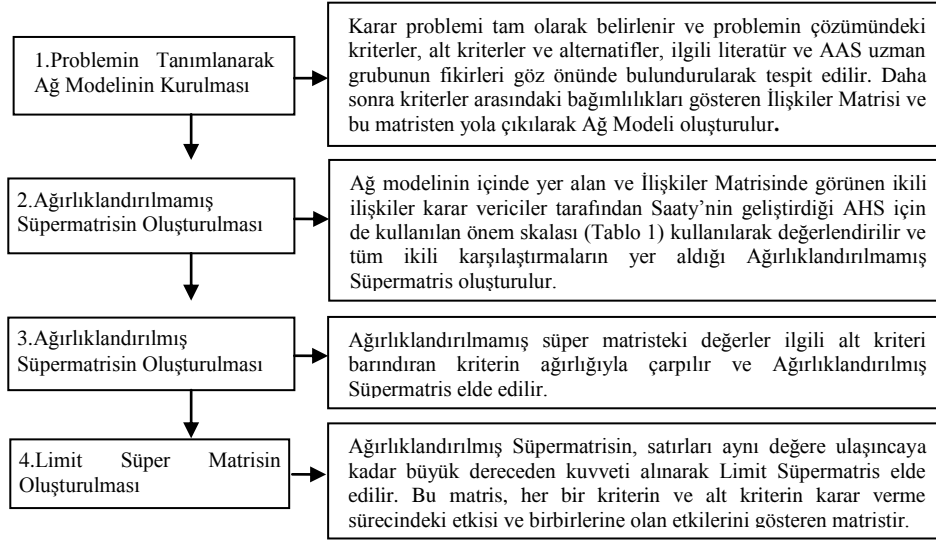 1.Problemin Tanımlanarak
Ağ Modelinin Kurulması
Karar problemi tam olarak belirlenir ve problemin çözümündeki
kriterler, alt kriterler ve alternatifler, ilgili literatür ve AAS uzman
grubunun fikirleri göz önünde bulundurularak tespit edilir. Daha
sonra kriterler arasındaki bağımlılıkları gösteren İlişkiler Matrisi ve
bu matristen yola çıkılarak Ağ Modeli oluşturulur.
2.Ağırlıklandırılmamış
Süpermatrisin Oluşturulması
Ağ modelinin içinde yer alan ve İlişkiler Matrisinde görünen ikili
ilişkiler karar vericiler tarafından Saaty’nin geliştirdiği AHS için
de kullanılan önem skalası (Tablo 1) kullanılarak değerlendirilir ve
tüm ikili karşılaştırmaların yer aldığı Ağırlıklandırılmamış
Süpermatris oluşturulur.
3.Ağırlıklandırılmış
Süpermatrisin Oluşturulması
Ağırlıklandırılmamış süper matristeki değerler ilgili alt kriteri
barındıran kriterin ağırlığıyla çarpılır ve Ağırlıklandırılmış
Süpermatris elde edilir.
4.Limit Süper Matrisin
Oluşturulması
Ağırlıklandırılmış Süpermatrisin, satırları aynı değere ulaşıncaya
kadar büyük dereceden kuvveti alınarak Limit Süpermatris elde
edilir. Bu matris, her bir kriterin ve alt kriterin karar verme
sürecindeki etkisi ve birbirlerine olan etkilerini gösteren matristir.